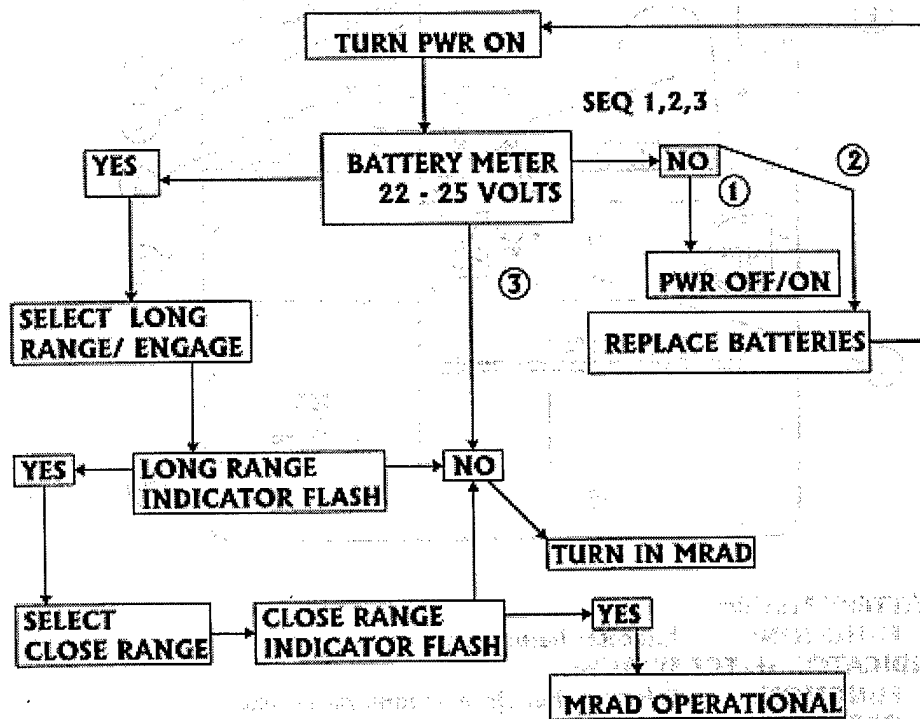 TURN PWR ON
SEQ 1,2,3
YES
BATTERY METER
22 - 25 VOLTS
NO
②
①
PWR OFF/ON
③
SELECT LONG
RANGE/ ENGAGE
REPLACE BATTERIES
YES
LONG RANGE
INDICATOR FLASH
NO
TURN IN MRAD
SELECT
CLOSE RANGE
CLOSE RANGE
INDICATOR FLASH
YES
MRAD OPERATIONAL